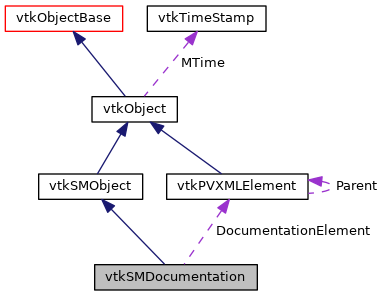 vtkObjectBase
vtkTimeStamp
MTime
vtkObject
vtkSMObject
vtkPVXMLElement
Parent
DocumentationElement
vtkSMDocumentation